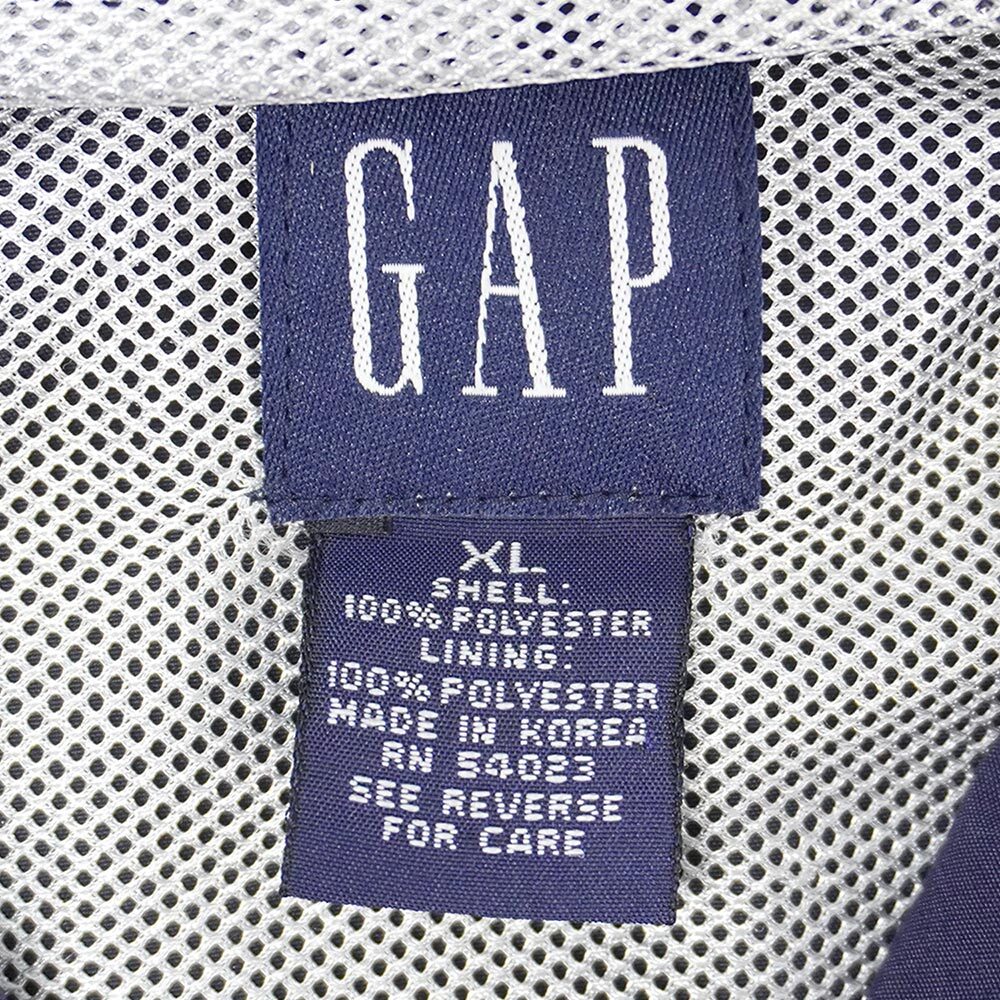 GAP
XL
SHELL:
100% POLYESTER
LINING:
100% POLYESTER
MADE IN KOREA
RN 54023
SEE REVERSE
FOR CARE